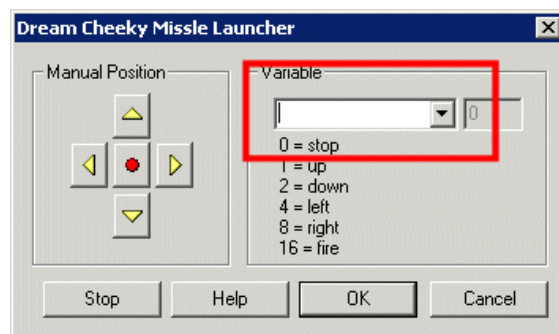 Dream Cheeky Missle Launcher
Manual Position
Variable
0
0 = stop
1 = up
2 = down
4 = left
8 = right
16 = fire
Stop
Help
OK
Cancel